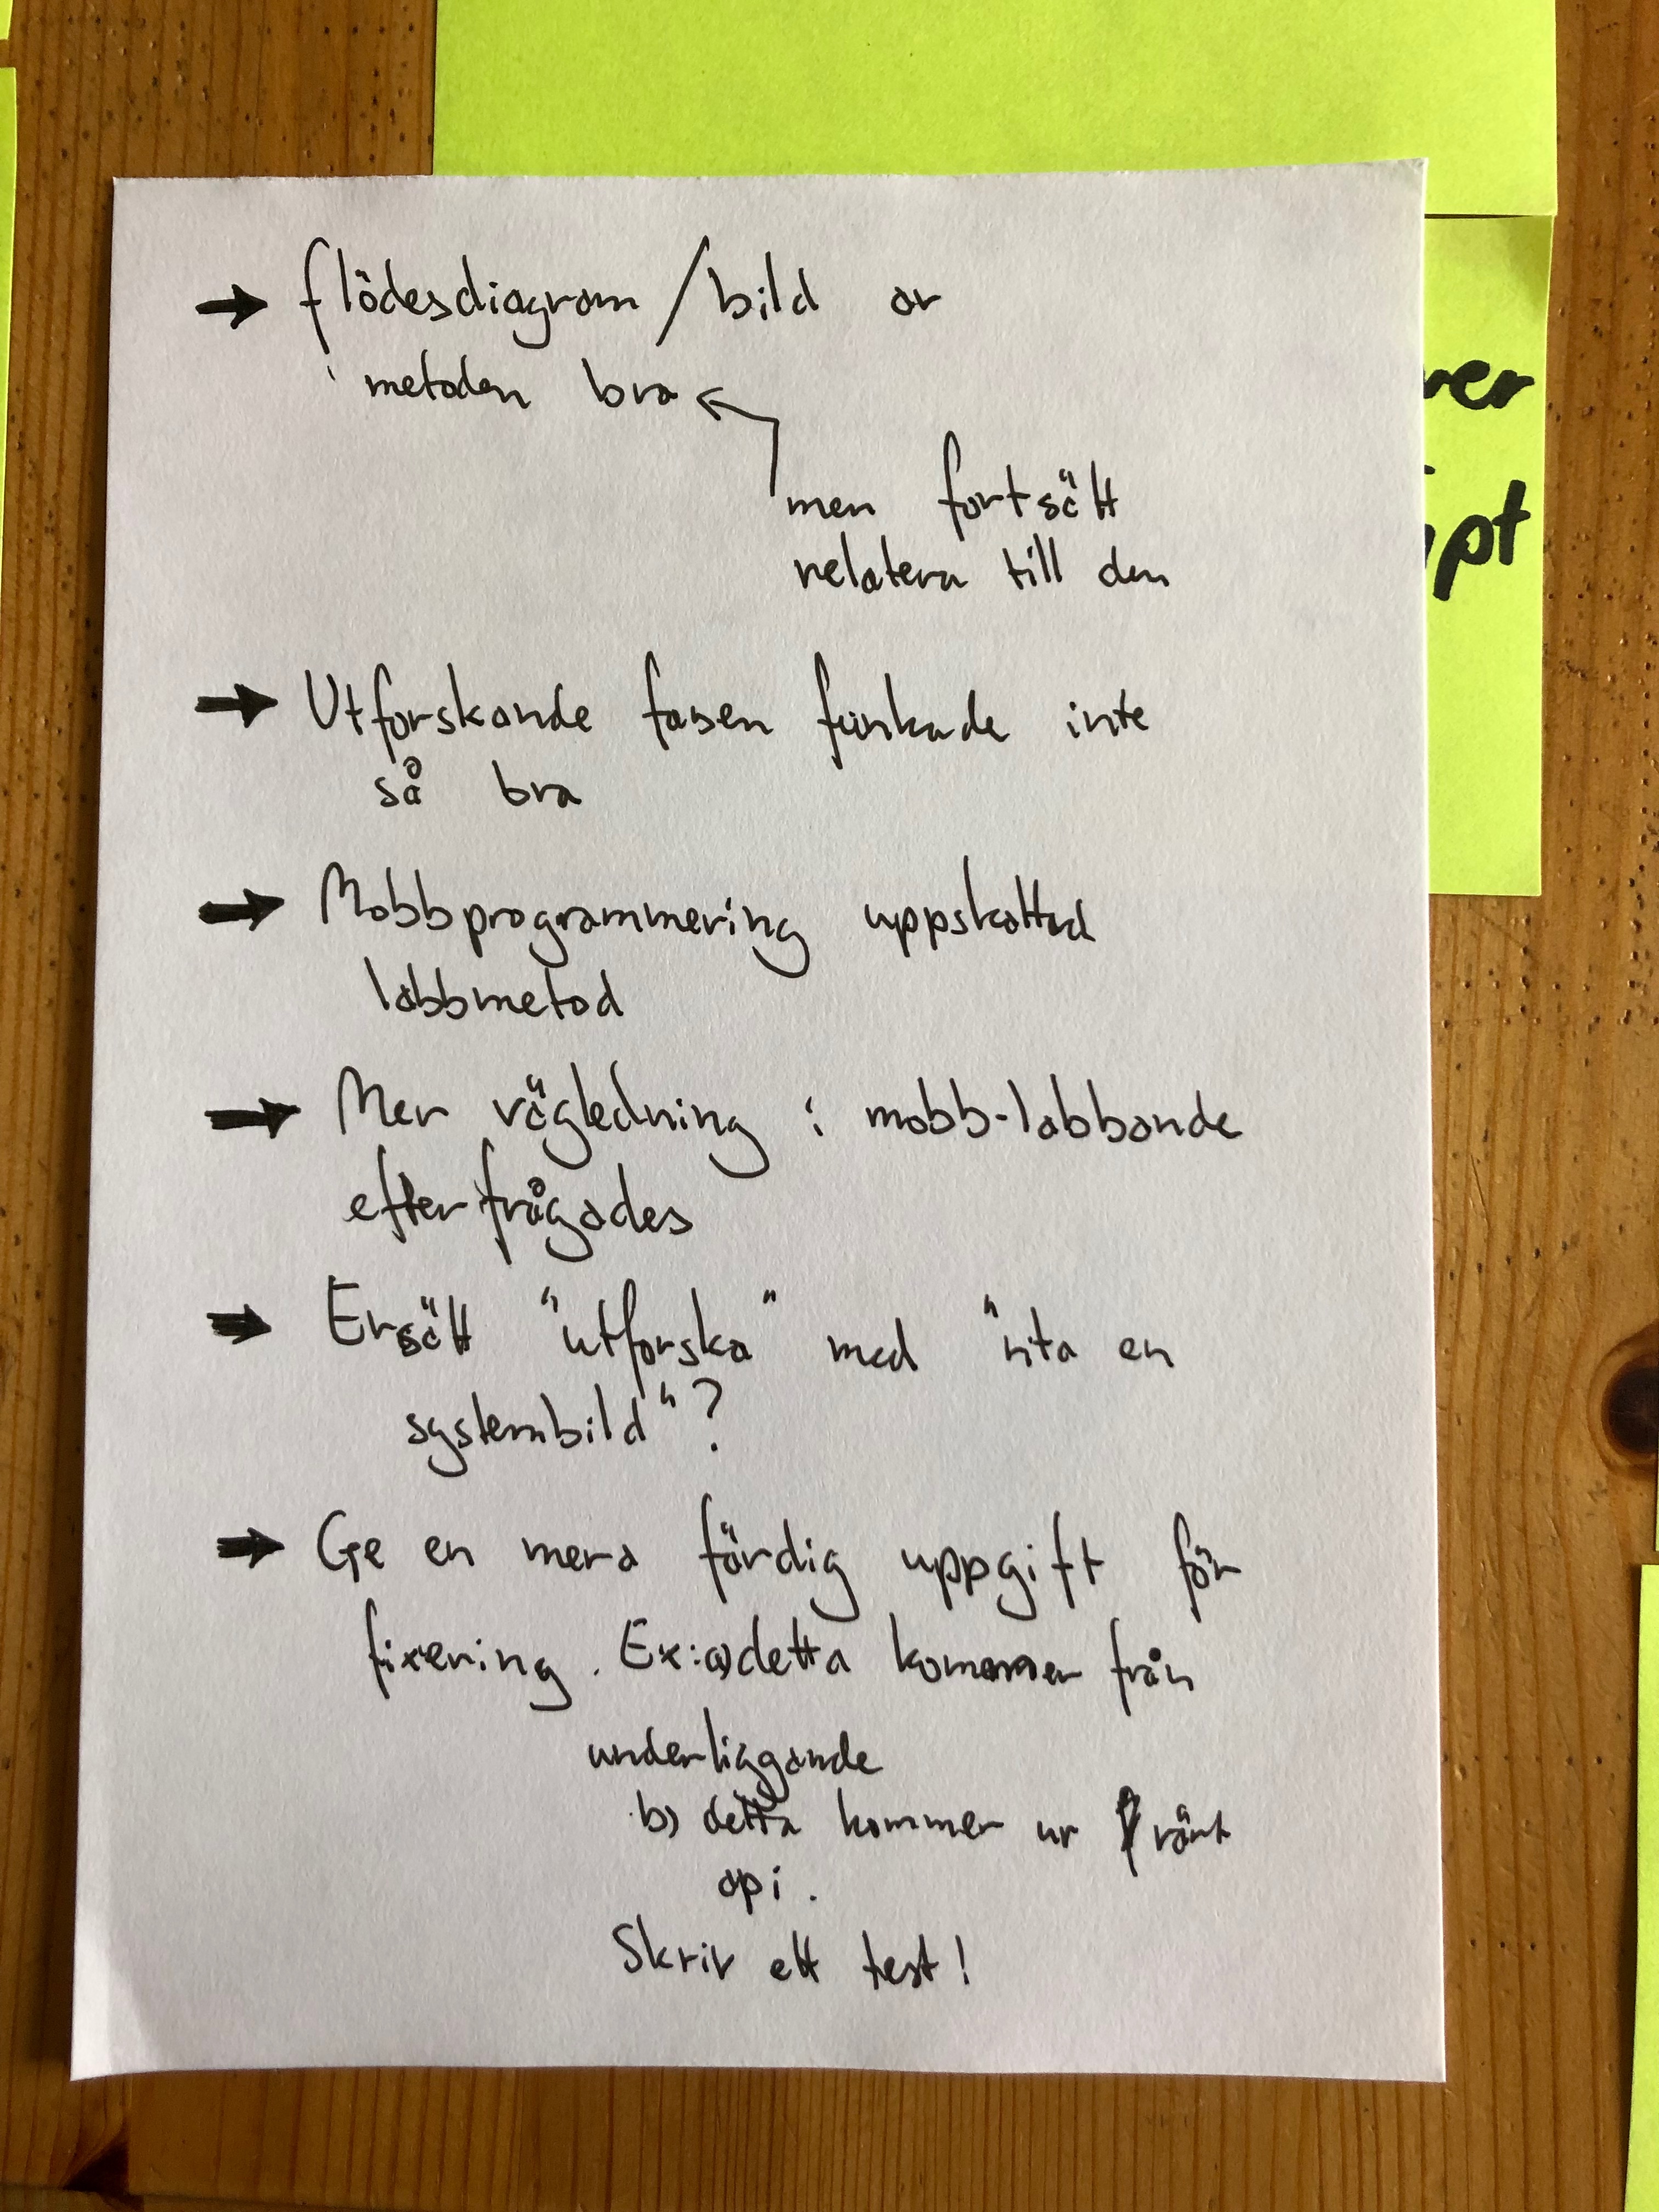 → flödesdiagram / bild av
metoden bra ←
men fortsätt
relatera till den
→ Utforskande fasen funkade inte
så bra
→ Mobbprogrammering uppskattad
labbmetod
→ Mer vägledning i mobb-labbande
efterfrågades
→ Ersätt "utforska" med "rita en
systembild"?
→ Ge en mera färdig uppgift för
fixering. Ex: a) detta kommer från
underliggande
b) detta kommer ur vårt
api.
Skriv ett test!
ver
pt